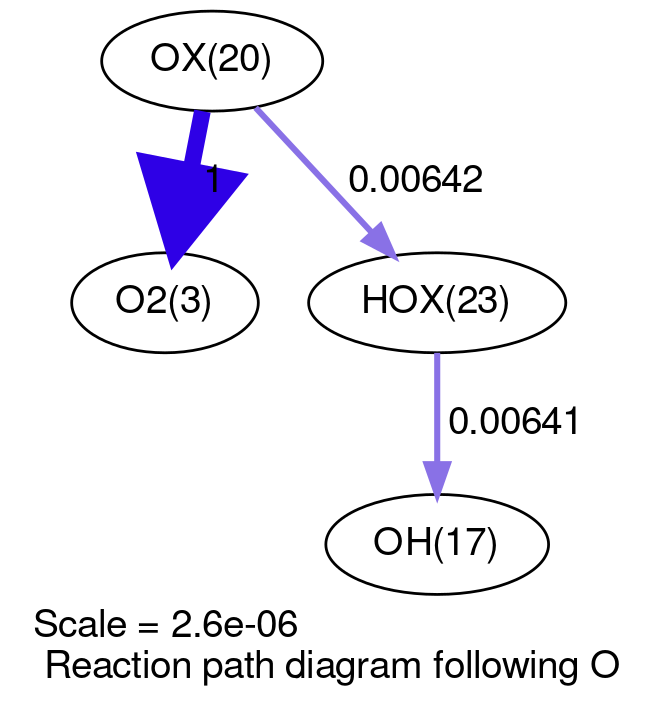 OX(20)
1
0.00642
O2(3)
HOX(23)
0.00641
OH(17)
Scale = 2.6e-06
Reaction path diagram following O